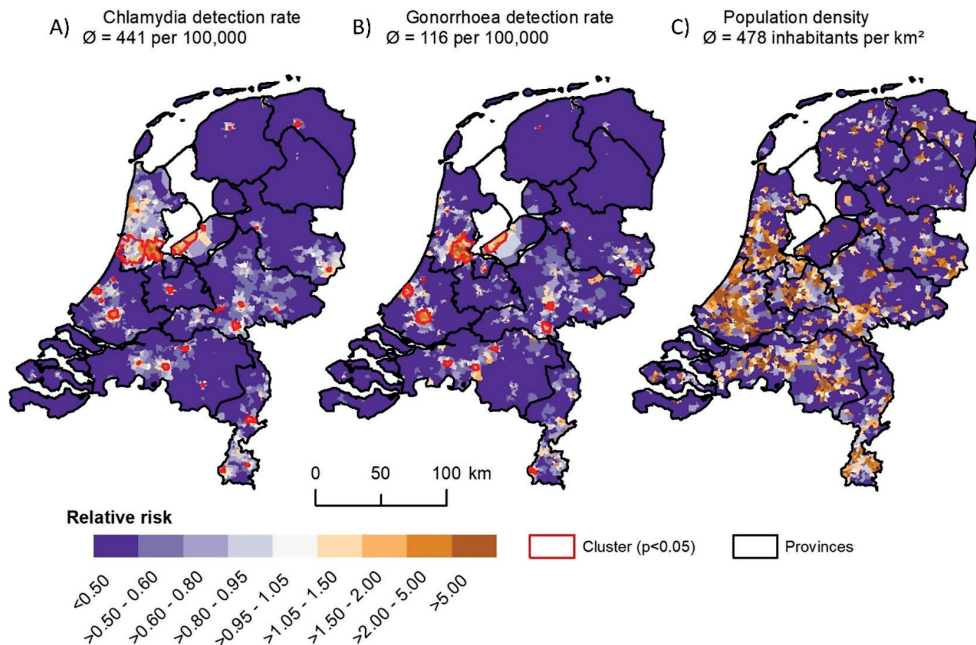 A) Chlamydia detection rate
Ø = 441 per 100,000
B) Gonorrhoea detection rate
Ø = 116 per 100,000
C) Population density
Ø = 478 inhabitants per km²
0 50 100 km
Relative risk
<0.50
>0.50 - 0.60
>0.60 - 0.80
>0.80 - 0.95
>0.95 - 1.05
>1.05 - 1.50
>1.50 - 2.00
>2.00 - 5.00
>5.00
Cluster (p<0.05)
Provinces